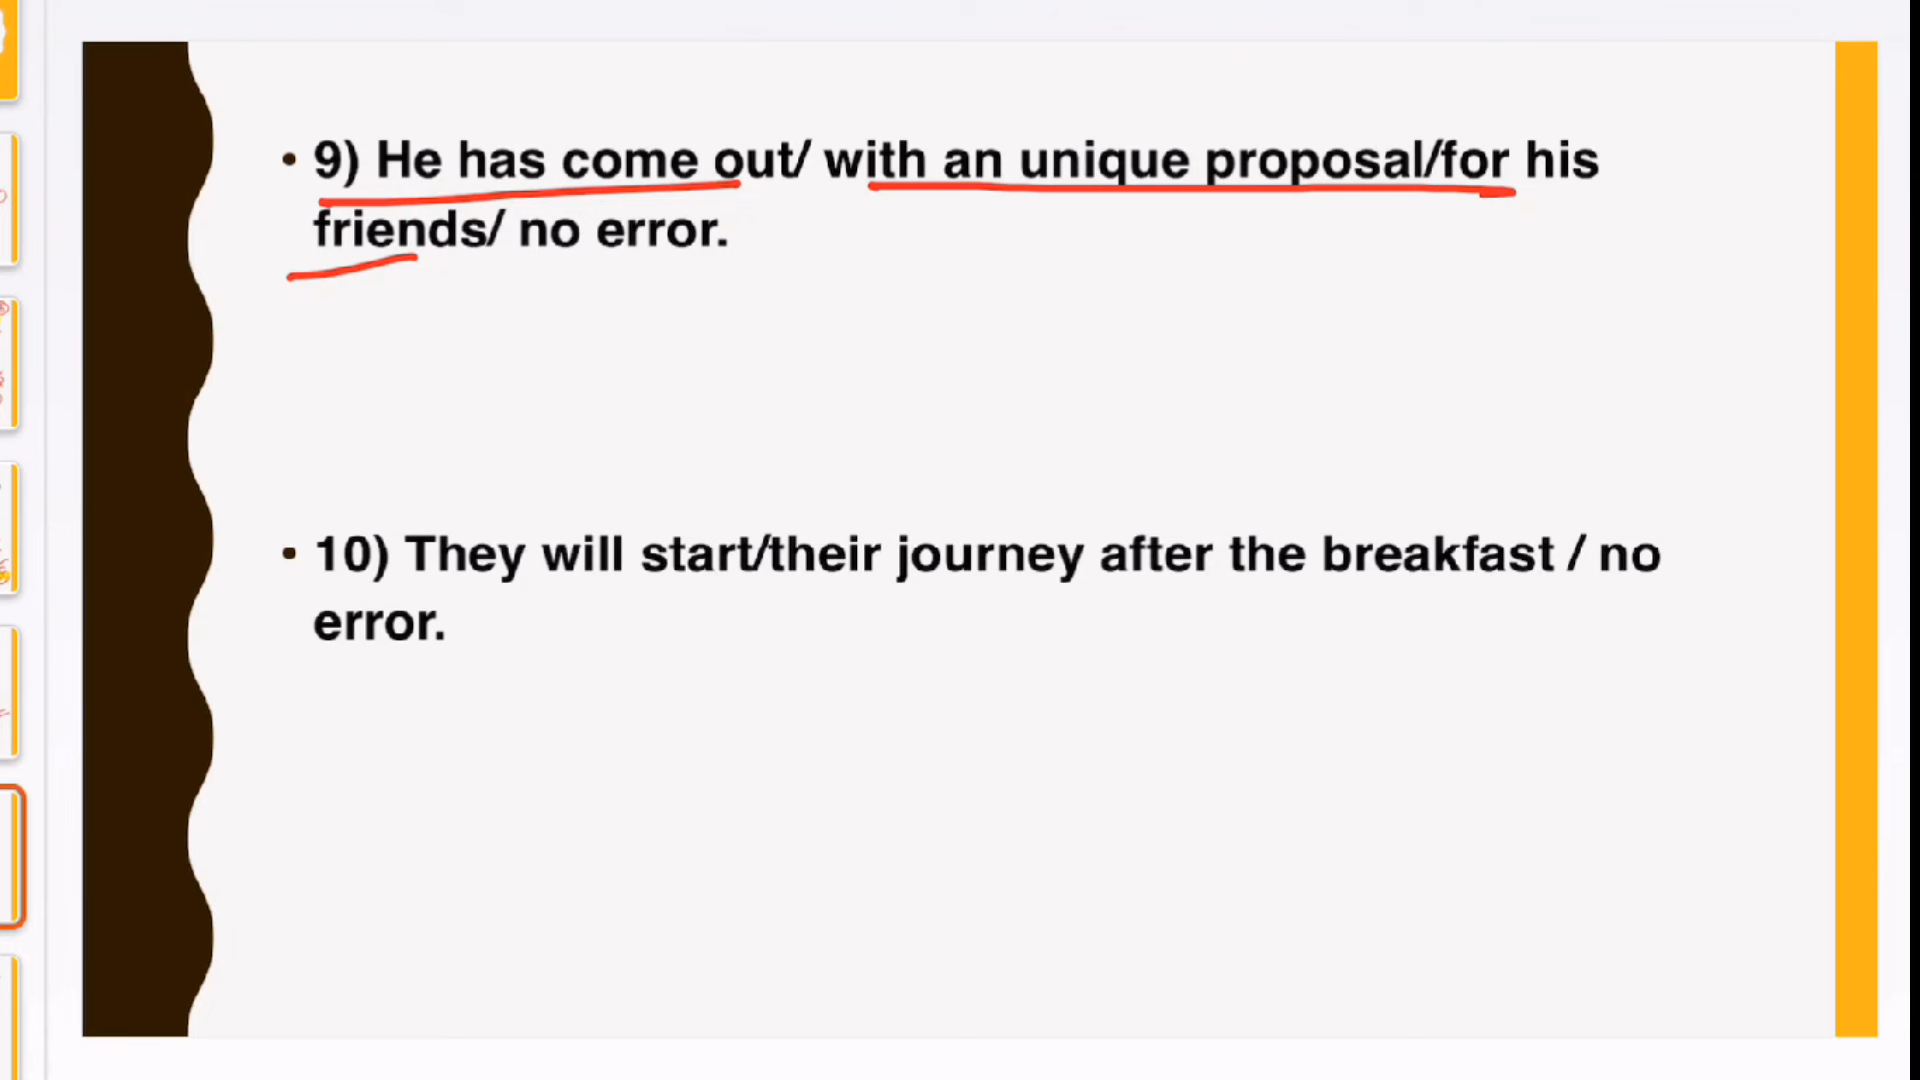 • 9) He has come out/ with an unique proposal/for his
friends/ no error.
• 10) They will start/their journey after the breakfast / no
error.